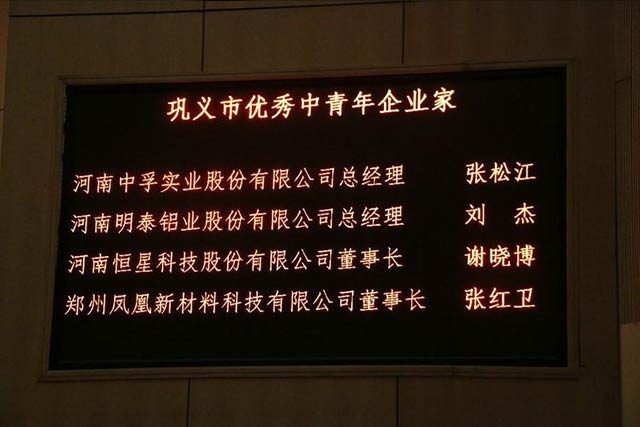 巩义市优秀中青年企业家
河南中孚实业股份有限公司总经理 张松江
河南明泰铝业股份有限公司总经理 刘 杰
河南恒星科技股份有限公司董事长 谢晓博
郑州凤凰新材料科技有限公司董事长 张红卫